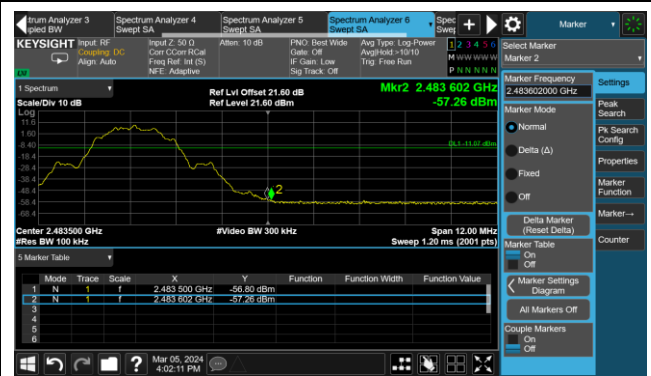 trum Analyzer 3
upied BW
Spectrum Analyzer 4
Swept SA
Spectrum Analyzer 5
Swept SA
Spectrum Analyzer 6
Swept SA
Spec
Swe
Marker
KEYSIGHT
Input: RF
Coupling: DC
Align: Auto
Input Z: 50 Ω
Corr CCorr RCal
Freq Ref: Int (S)
NFE: Adaptive
Atten: 10 dB
PNO: Best Wide
Gate: Off
IF Gain: Low
Sig Track: Off
Avg Type: Log-Power
Avg|Hold:>10/10
Trig: Free Run
1 2 3 4 5 6
M W W W W W
P N N N N N
LXI
Select Marker
Marker 2
1 Spectrum
Scale/Div 10 dB
Log
Ref Lvl Offset 21.60 dB
Ref Level 21.60 dBm
Mkr2 2.483 602 GHz
-57.26 dBm
11.6
1.60
-8.40
-18.4
-28.4
-38.4
-48.4
-58.4
-68.4
DL1 -11.07 dBm
2
Center 2.483500 GHz
#Res BW 100 kHz
#Video BW 300 kHz
Span 12.00 MHz
Sweep 1.20 ms (2001 pts)
5 Marker Table
Mode Trace Scale X Y Function Function Width Function Value
1 N 1 f 2.483 500 GHz -56.80 dBm
2 N 1 f 2.483 602 GHz -57.26 dBm
3
4
5
6
Marker Frequency
2.483602000 GHz
Marker Mode
Normal
Delta (Δ)
Fixed
Off
Delta Marker
(Reset Delta)
Marker Table
On
Off
Marker Settings
Diagram
All Markers Off
Couple Markers
On
Off
Settings
Peak
Search
Pk Search
Config
Properties
Marker
Function
Marker→
Counter
?
Mar 05, 2024
4:02:11 PM